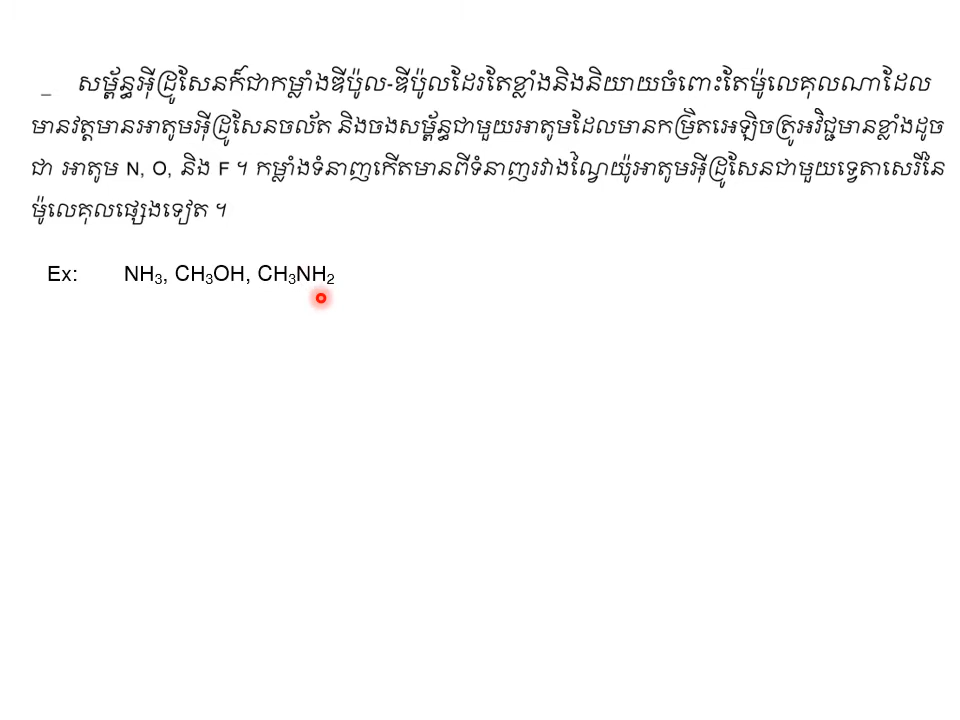 _ សម្ព័ន្ធអ៊ីដ្រូសែនក៏ជាកម្លាំងឌីប៉ូល-ឌីប៉ូលដែរតែខ្លាំងនិងនិយាយចំពោះតែម៉ូលេគុលណាដែល
មានវត្តមានអាតូមអ៊ីដ្រូសែនចល័ត និងចងសម្ព័ន្ធជាមួយអាតូមដែលមានកម្រិតអេឡិចត្រូអវិជ្ជមានខ្លាំងដូច
ជា អាតូម N, O, និង F ។ កម្លាំងទំនាញកើតមានពីទំនាញរវាងណ្វៃយ៉ូអាតូមអ៊ីដ្រូសែនជាមួយទ្វេតាសេរីនៃ
ម៉ូលេគុលផ្សេងទៀត ។
Ex: NH₃, CH₃OH, CH₃NH₂